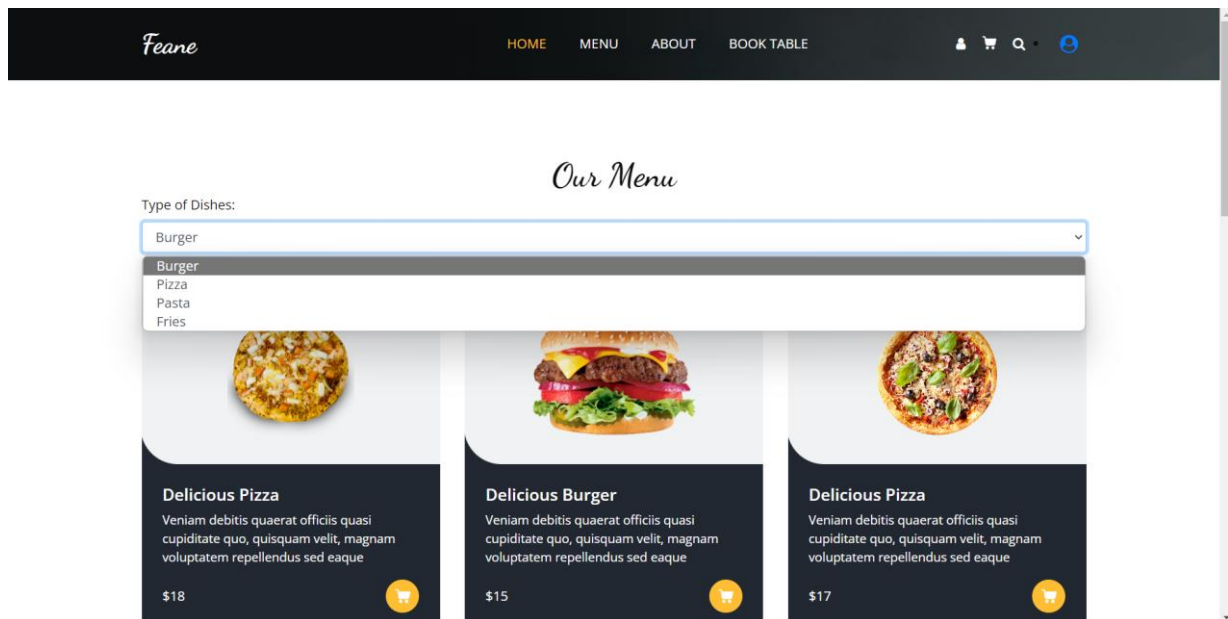 Feane
HOME MENU ABOUT BOOK TABLE
Our Menu
Type of Dishes:
Burger
Burger
Pizza
Pasta
Fries
Delicious Pizza
Veniam debitis quaerat officiis quasi
cupiditate quo, quisquam velit, magnam
voluptatem repellendus sed eaque
$18
Delicious Burger
Veniam debitis quaerat officiis quasi
cupiditate quo, quisquam velit, magnam
voluptatem repellendus sed eaque
$15
Delicious Pizza
Veniam debitis quaerat officiis quasi
cupiditate quo, quisquam velit, magnam
voluptatem repellendus sed eaque
$17